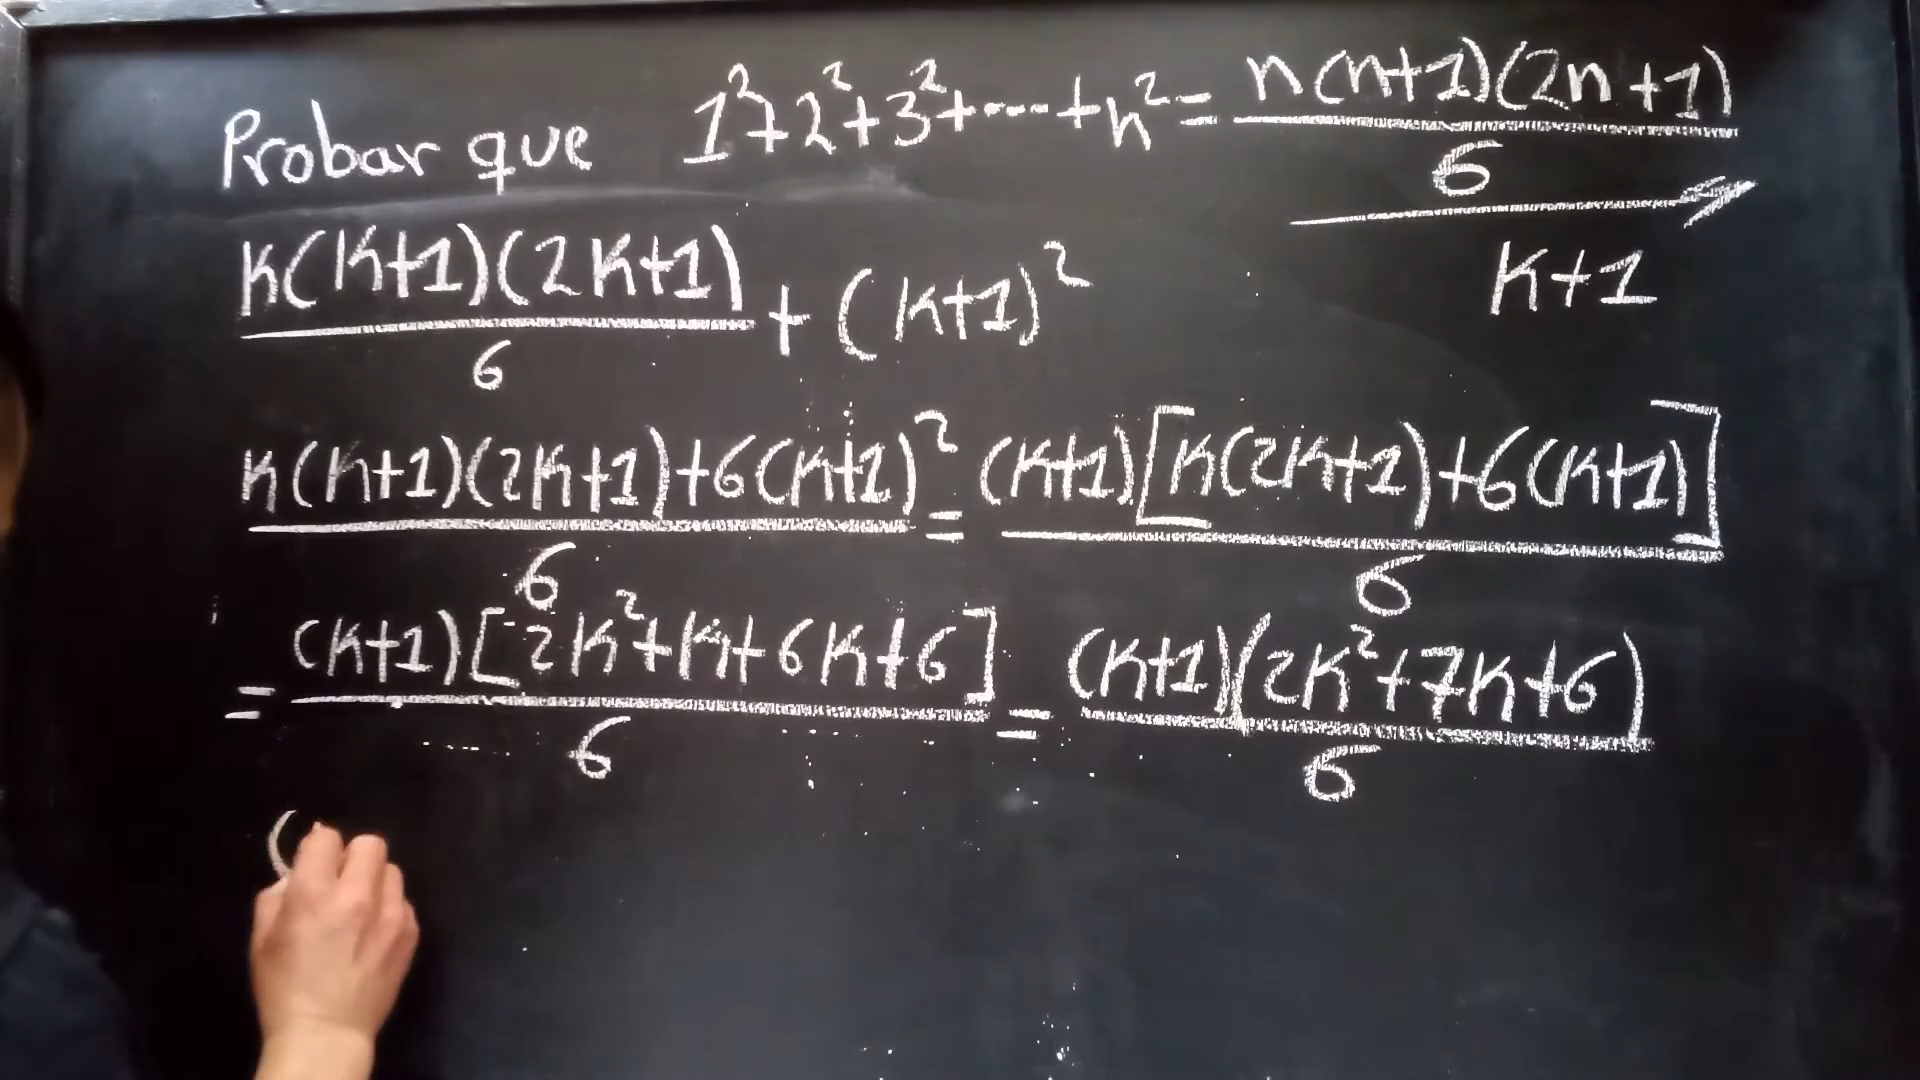 Probar que 1²+2²+3²+····+n² = n(n+1)(2n+1)/6
k(k+1)(2k+1)/6 + (k+1)²
k+1
k(k+1)(2k+1)+6(k+1)²/6 = (k+1)[k(2k+1)+6(k+1)]/6
= (k+1)[2k²+k+6k+6]/6 = (k+1)(2k²+7k+6)/6
(